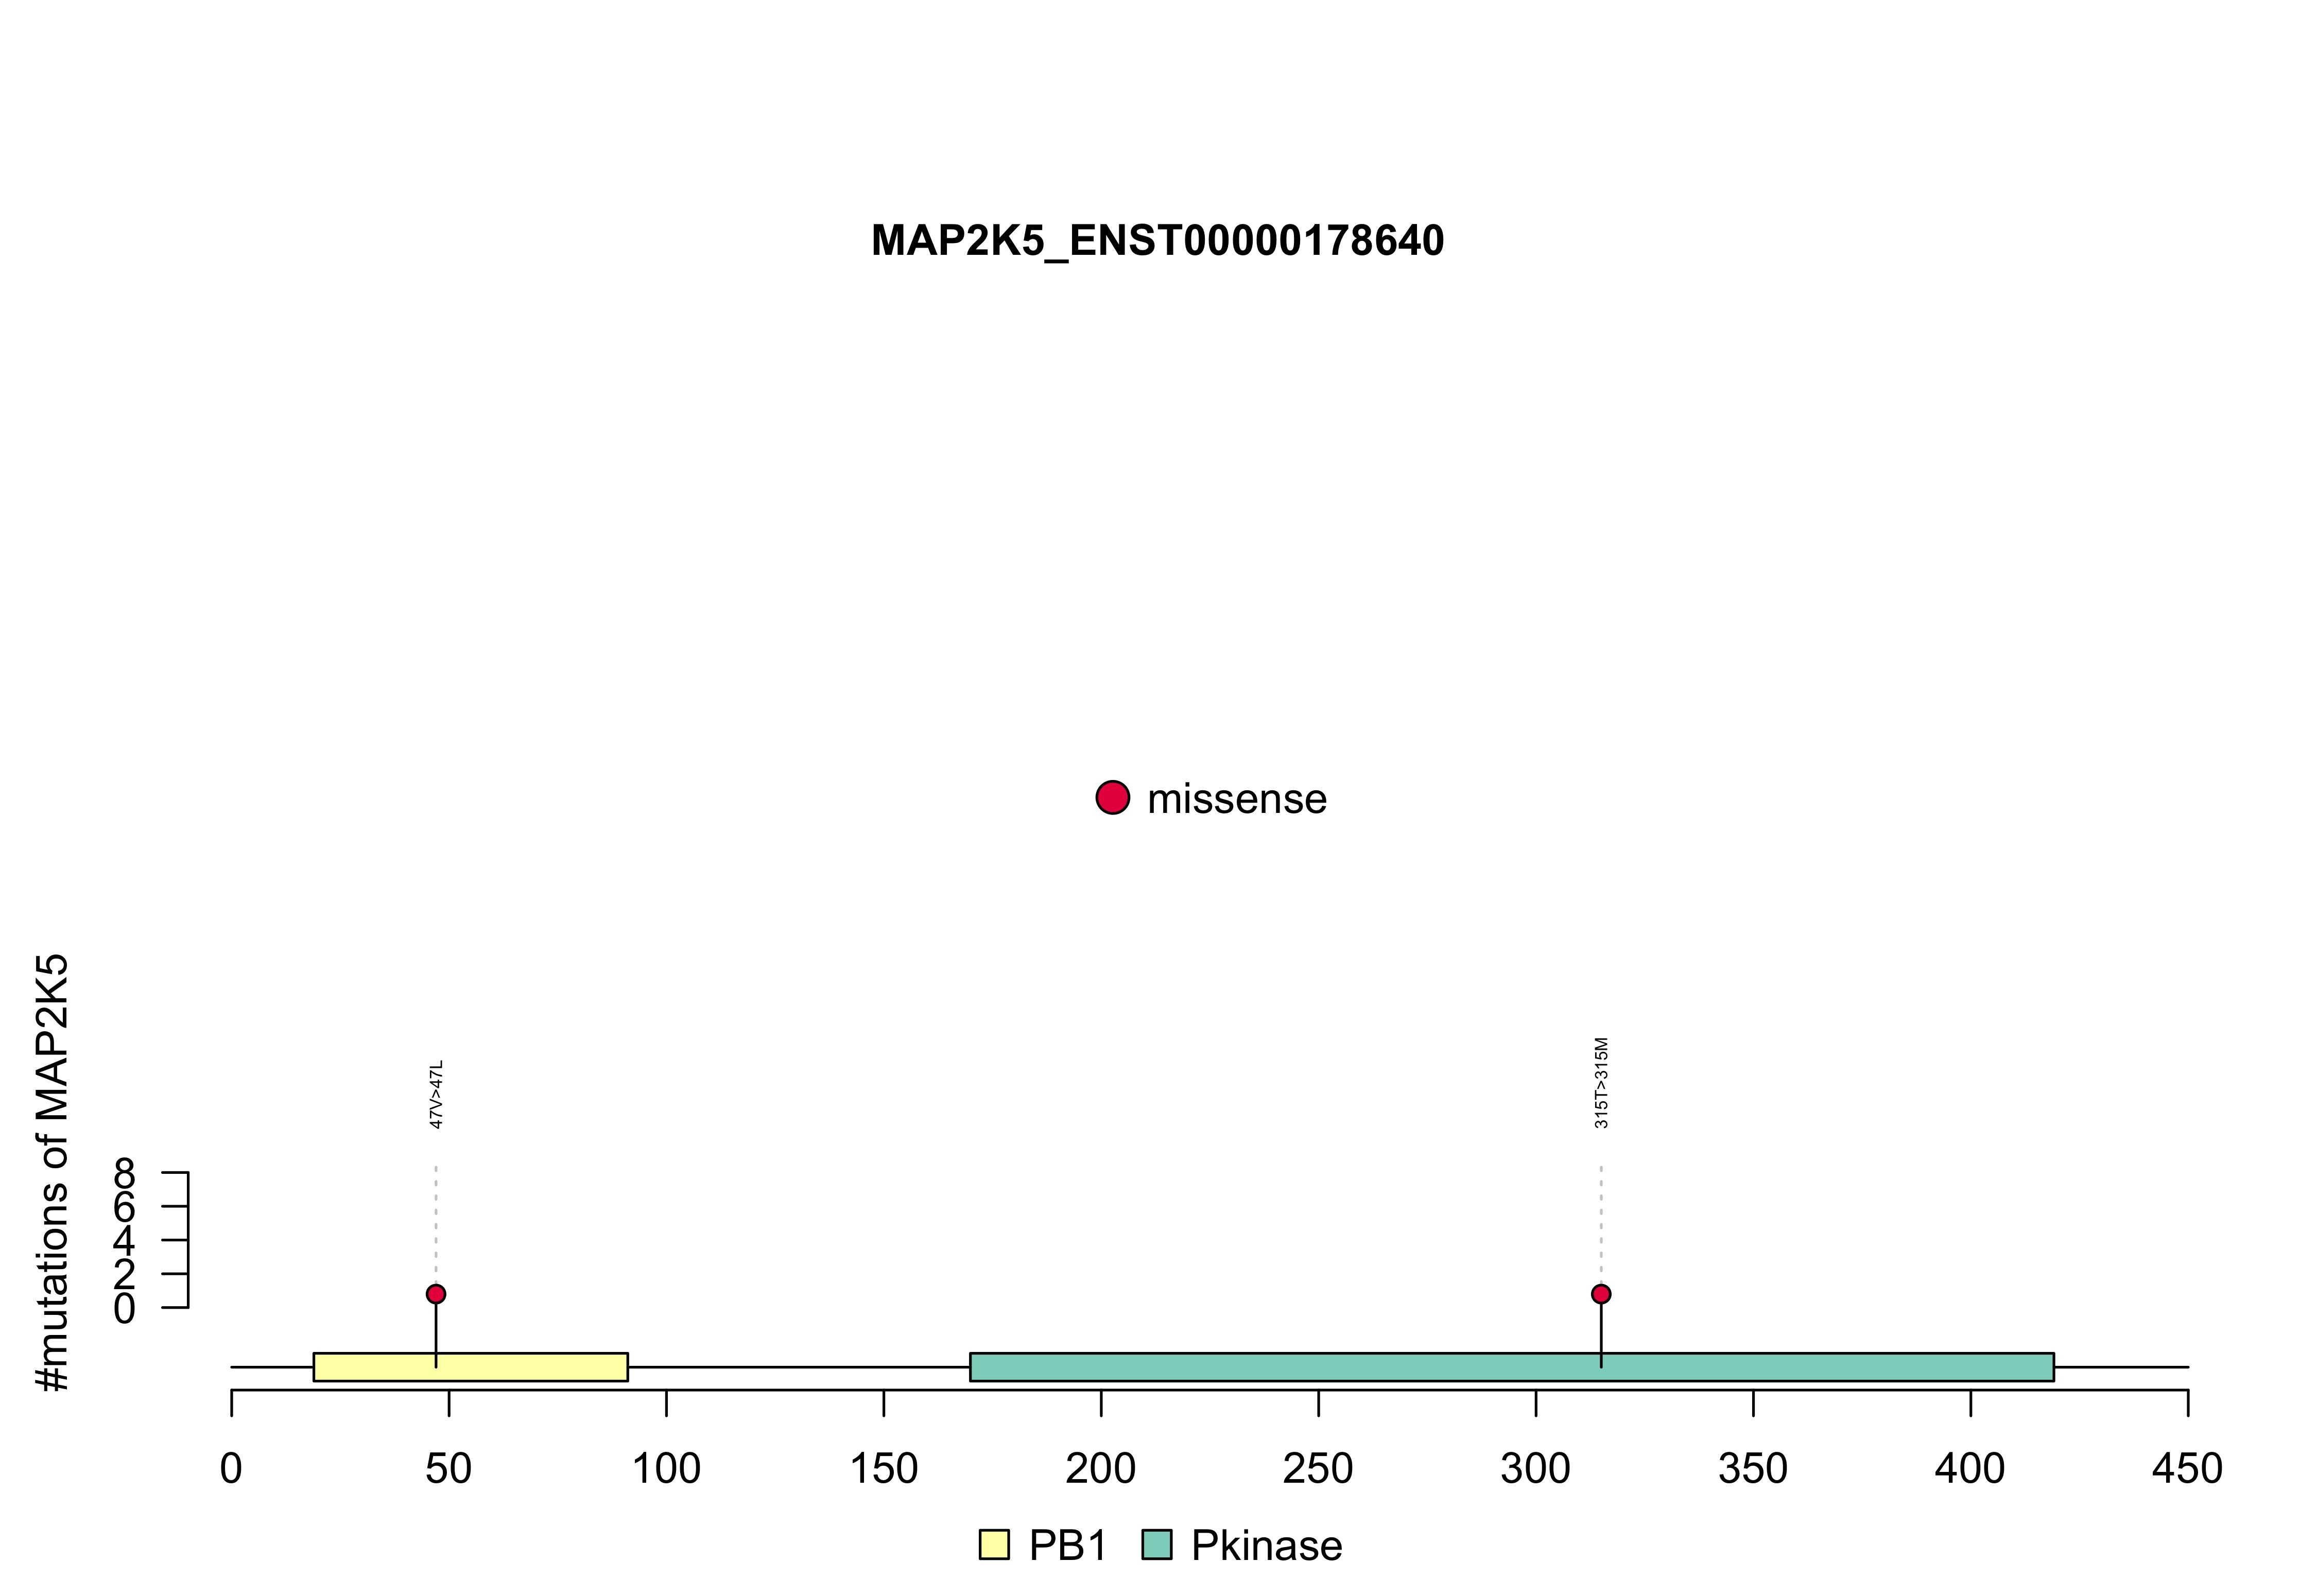 MAP2K5_ENST00000178640
missense
#mutations of MAP2K5
47V>47L
315T>315M
8
6
4
2
0
0 50 100 150 200 250 300 350 400 450
PB1 Pkinase